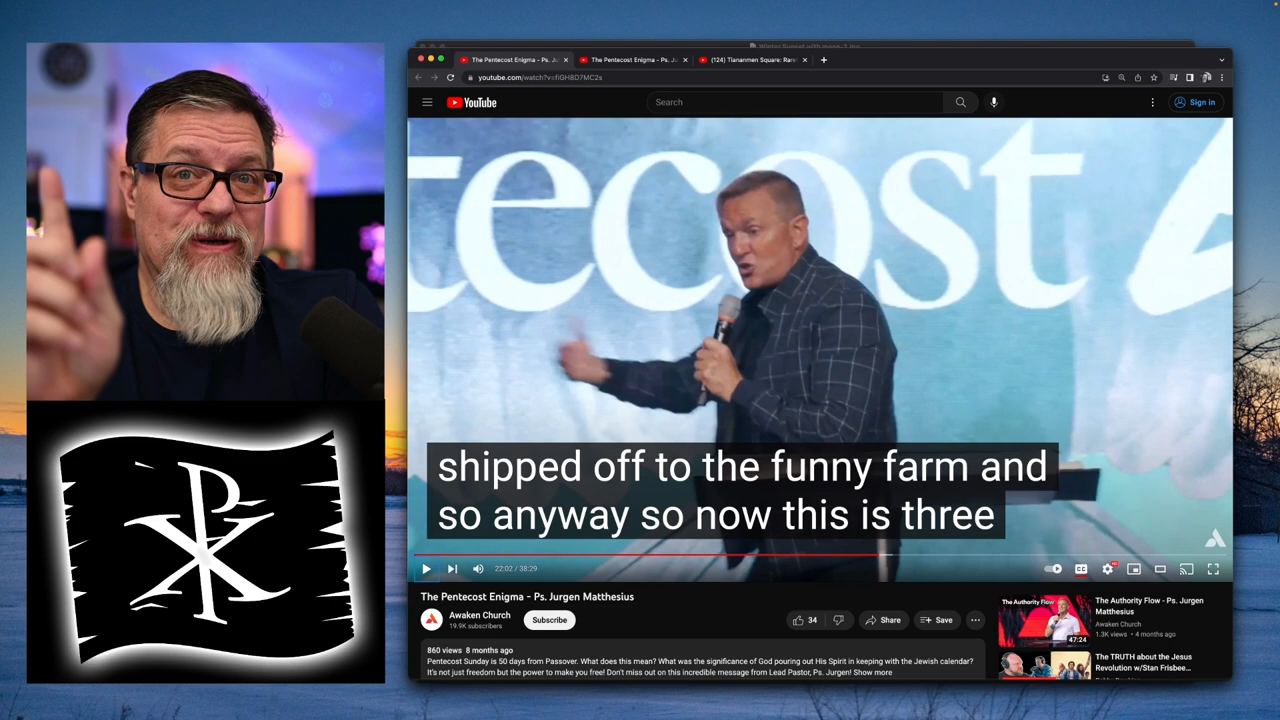 The Pentecost Enigma - Ps. Jurgen M
The Pentecost Enigma - Ps. J
(124) Tiananmen Square: Rare
youtube.com/watch?v=fiGH8D7MC2s
YouTube
Search
Sign in
tecost
shipped off to the funny farm and
so anyway so now this is three
22:02 / 38:29
CC
The Pentecost Enigma - Ps. Jurgen Matthesius
Awaken Church
19.9K subscribers
Subscribe
34
Share
Save
860 views 8 months ago
Pentecost Sunday is 50 days from Passover. What does this mean? What was the significance of God pouring out His Spirit in keeping with the Jewish calendar?
It's not just freedom but the power to make you free! Don't miss out on this incredible message from Lead Pastor, Ps. Jurgen! Show more
The Authority Flow
47:24
The Authority Flow - Ps. Jurgen
Matthesius
Awaken Church
1.3K views • 4 months ago
The TRUTH about the Jesus
Revolution w/Stan Frisbee...